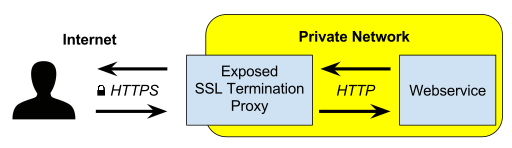 Internet
Private Network
HTTPS
Exposed
SSL Termination
Proxy
HTTP
Webservice